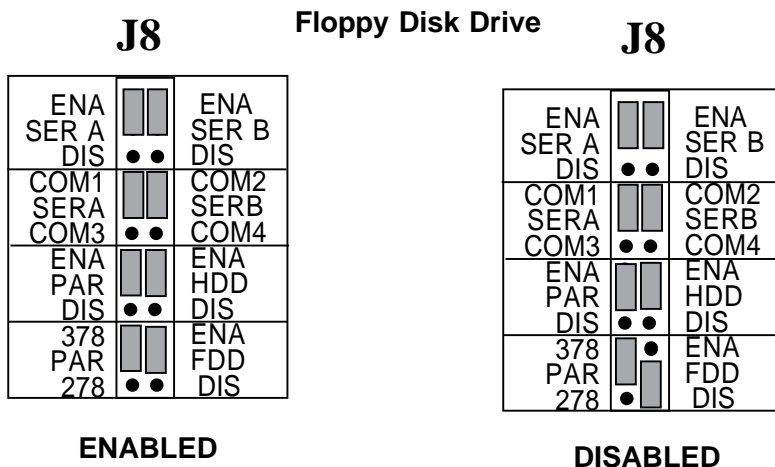 Floppy Disk Drive
J8
ENA ENA
SER A SER B
DIS DIS
COM1 COM2
SERA SERB
COM3 COM4
ENA ENA
PAR HDD
DIS DIS
378 ENA
PAR FDD
278 DIS
ENABLED
J8
ENA ENA
SER A SER B
DIS DIS
COM1 COM2
SERA SERB
COM3 COM4
ENA ENA
PAR HDD
DIS DIS
378 ENA
PAR FDD
278 DIS
DISABLED